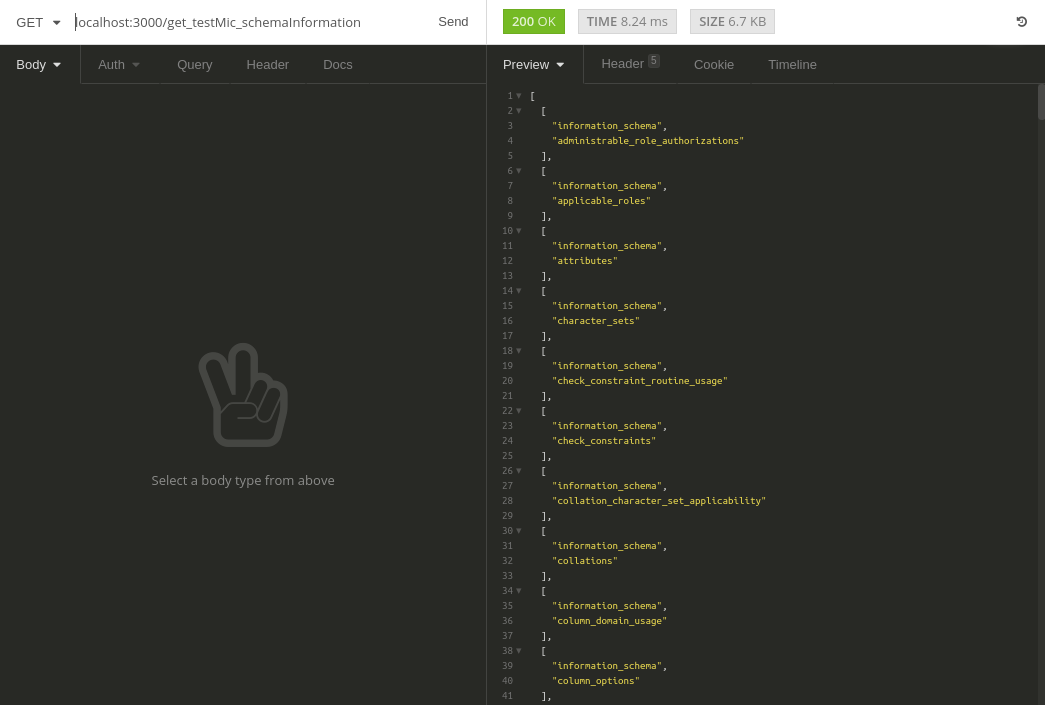 GET localhost:3000/get_testMic_schemaInformation Send 200 OK TIME 8.24 ms SIZE 6.7 KB
Body Auth Query Header Docs Preview Header 5 Cookie Timeline
1 [
2 [
3 "information_schema",
4 "administrable_role_authorizations"
5 ],
6 [
7 "information_schema",
8 "applicable_roles"
9 ],
10 [
11 "information_schema",
12 "attributes"
13 ],
14 [
15 "information_schema",
16 "character_sets"
17 ],
18 [
19 "information_schema",
20 "check_constraint_routine_usage"
21 ],
22 [
23 "information_schema",
24 "check_constraints"
25 ],
26 [
27 "information_schema",
28 "collation_character_set_applicability"
29 ],
30 [
31 "information_schema",
32 "collations"
33 ],
34 [
35 "information_schema",
36 "column_domain_usage"
37 ],
38 [
39 "information_schema",
40 "column_options"
41 ],
Select a body type from above